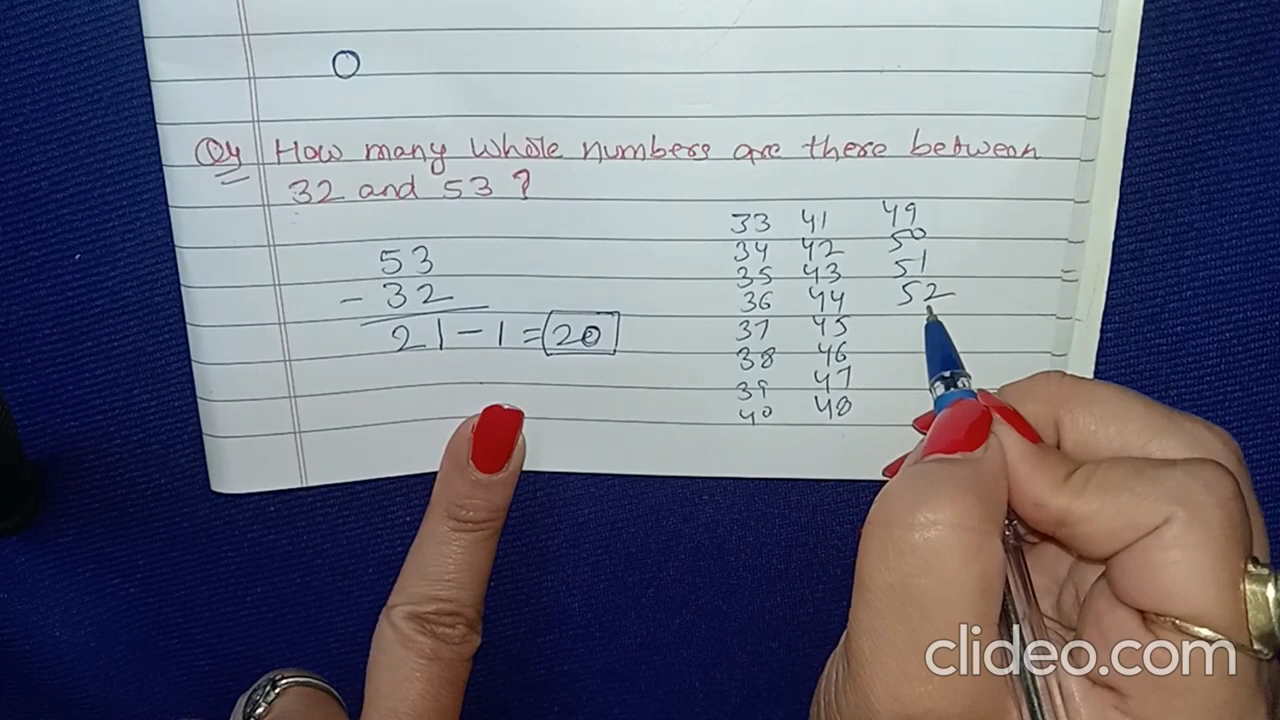 O
Q4 How many whole numbers are there between
32 and 53 ?
53
- 32
21 - 1 = 20
33 41 49
34 42 50
35 43 51
36 44 52
37 45
38 46
39 47
40 48
clideo.com